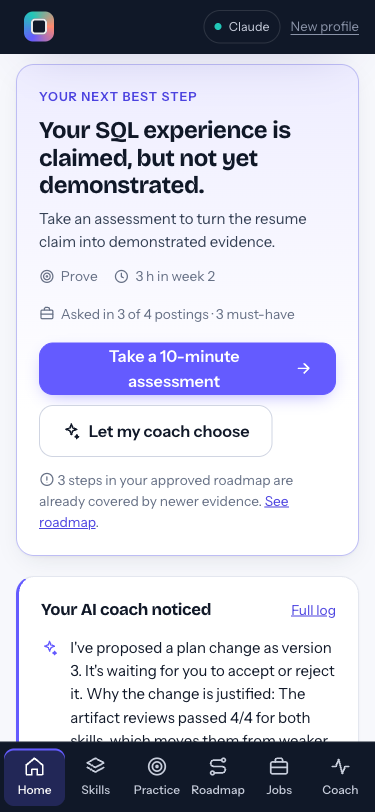 Claude
New profile
YOUR NEXT BEST STEP
Your SQL experience is
claimed, but not yet
demonstrated.
Take an assessment to turn the resume
claim into demonstrated evidence.
Prove
3 h in week 2
Asked in 3 of 4 postings · 3 must-have
Take a 10-minute
assessment
Let my coach choose
3 steps in your approved roadmap are
already covered by newer evidence. See
roadmap.
Your AI coach noticed
Full log
I've proposed a plan change as version
3. It's waiting for you to accept or reject
it. Why the change is justified: The
artifact reviews passed 4/4 for both
skills, which moves them from weaker
Home
Skills
Practice
Roadmap
Jobs
Coach